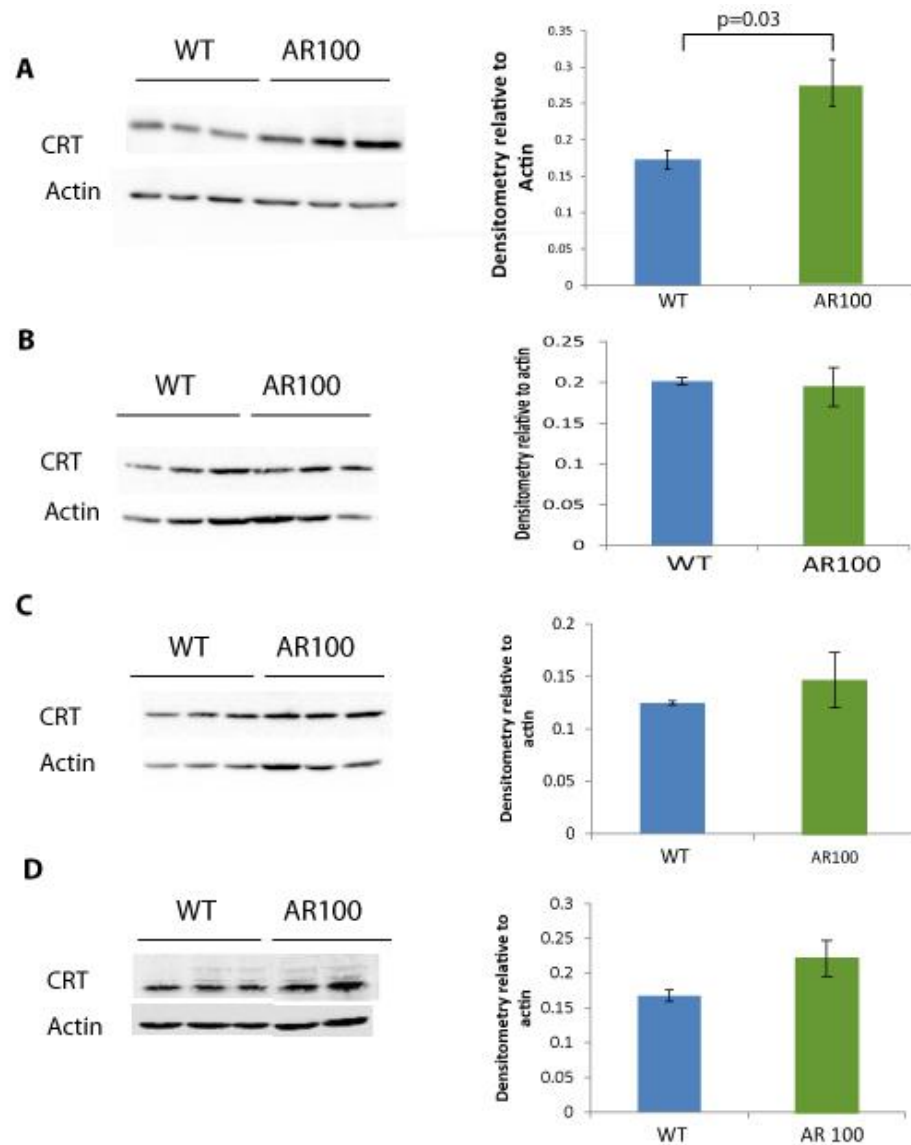 A
WT AR100
CRT
Actin
p=0.03
Densitometry relative to
Actin
0.35
0.3
0.25
0.2
0.15
0.1
0.05
0
WT AR100
B
WT AR100
CRT
Actin
Densitometry relative to actin
0.25
0.2
0.15
0.1
0.05
0
WT AR100
C
WT AR100
CRT
Actin
Densitometry relative to
actin
0.2
0.15
0.1
0.05
0
WT AR100
D
WT AR100
CRT
Actin
Densitometry relative to
actin
0.3
0.25
0.2
0.15
0.1
0.05
0
WT AR 100